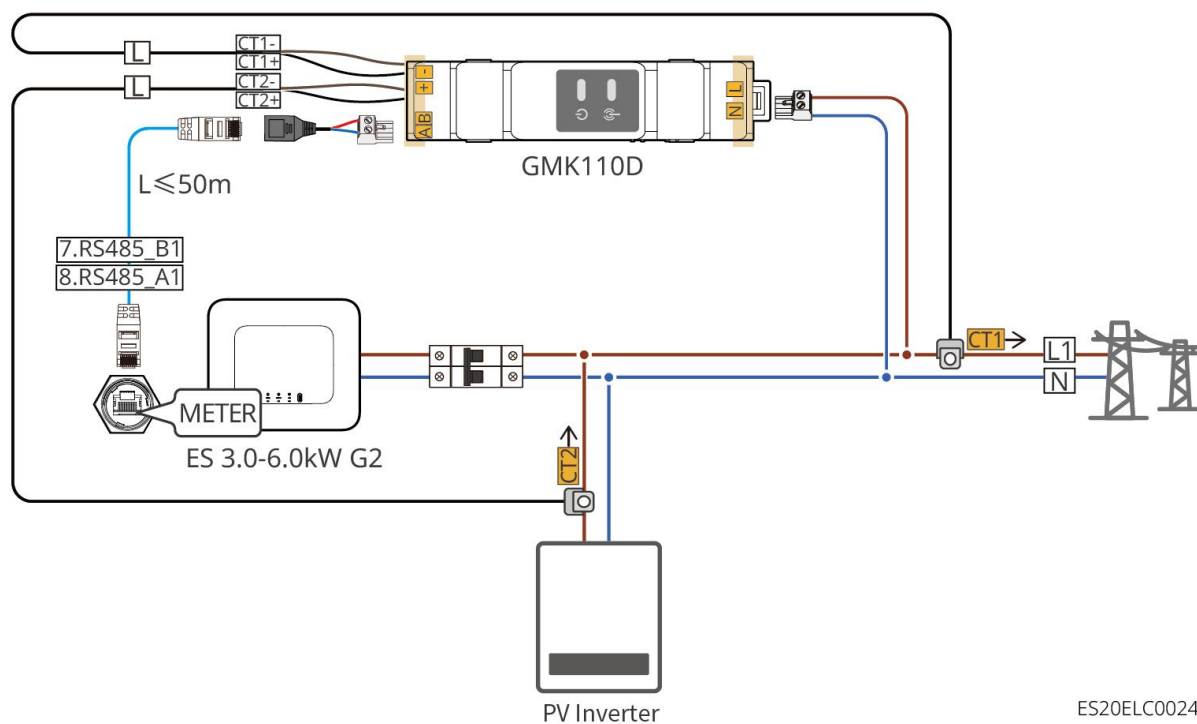 CT1-
L
CT1+
CT2-
L
CT2+
- +
A B
L
N
GMK110D
L≤50m
7.RS485_B1
8.RS485_A1
METER
ES 3.0-6.0kW G2
CT1
L1
N
CT2
PV Inverter
ES20ELC0024